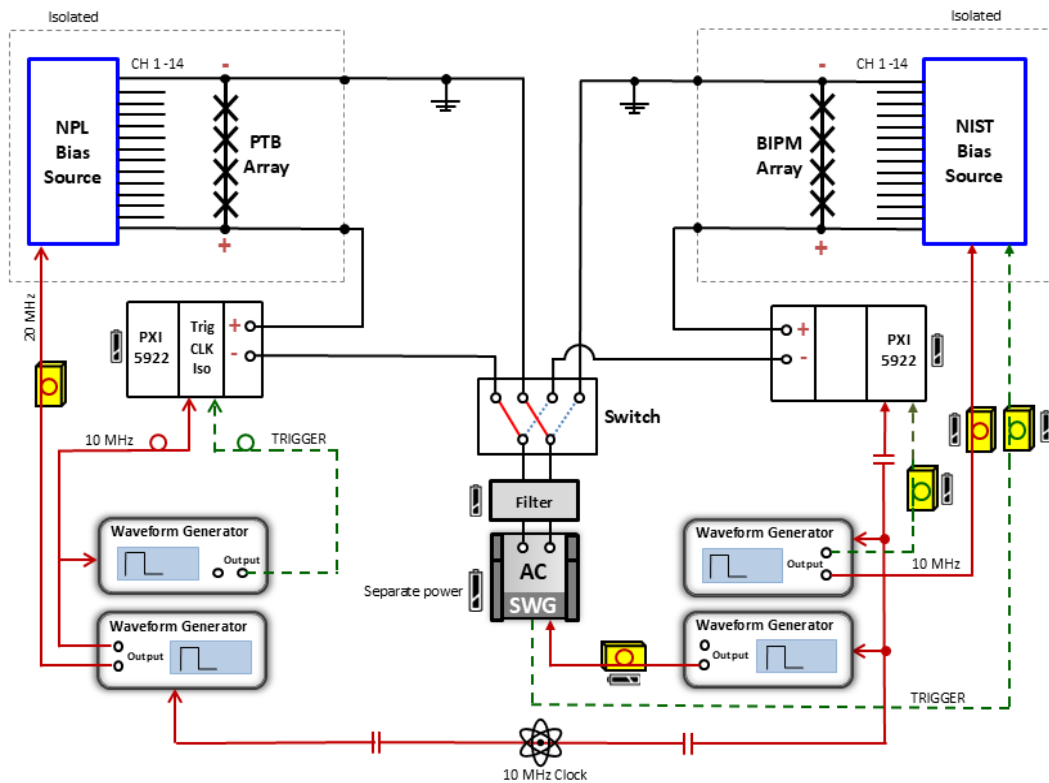 Isolated
Isolated
CH 1 -14
CH 1 -14
-
-
NPL
Bias
Source
PTB
Array
BIPM
Array
NIST
Bias
Source
+
+
20 MHz
PXI
5922
Trig
CLK
Iso
+
-
+
-
PXI
5922
Switch
10 MHz
TRIGGER
Filter
Waveform Generator
Output
Waveform Generator
Output
10 MHz
Separate power
AC
SWG
Waveform Generator
Output
Waveform Generator
Output
TRIGGER
10 MHz Clock